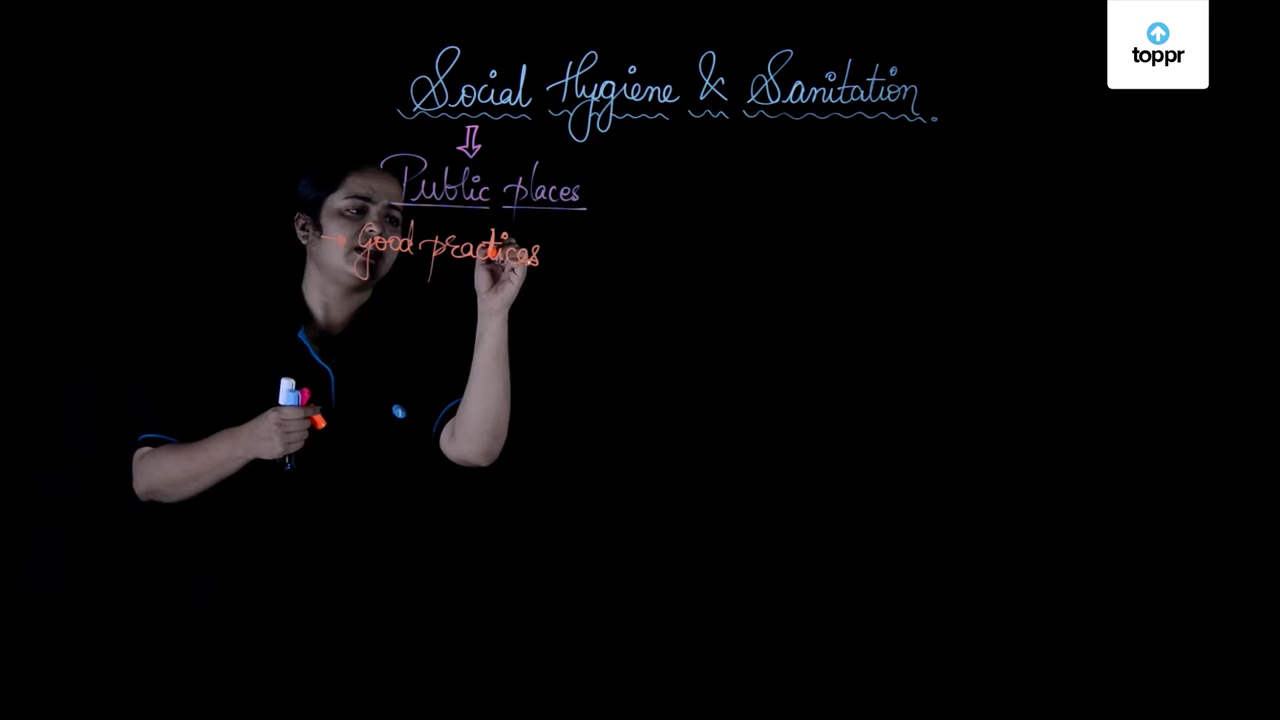 toppr
Social Hygiene & Sanitation.
Public places
→ Good practices